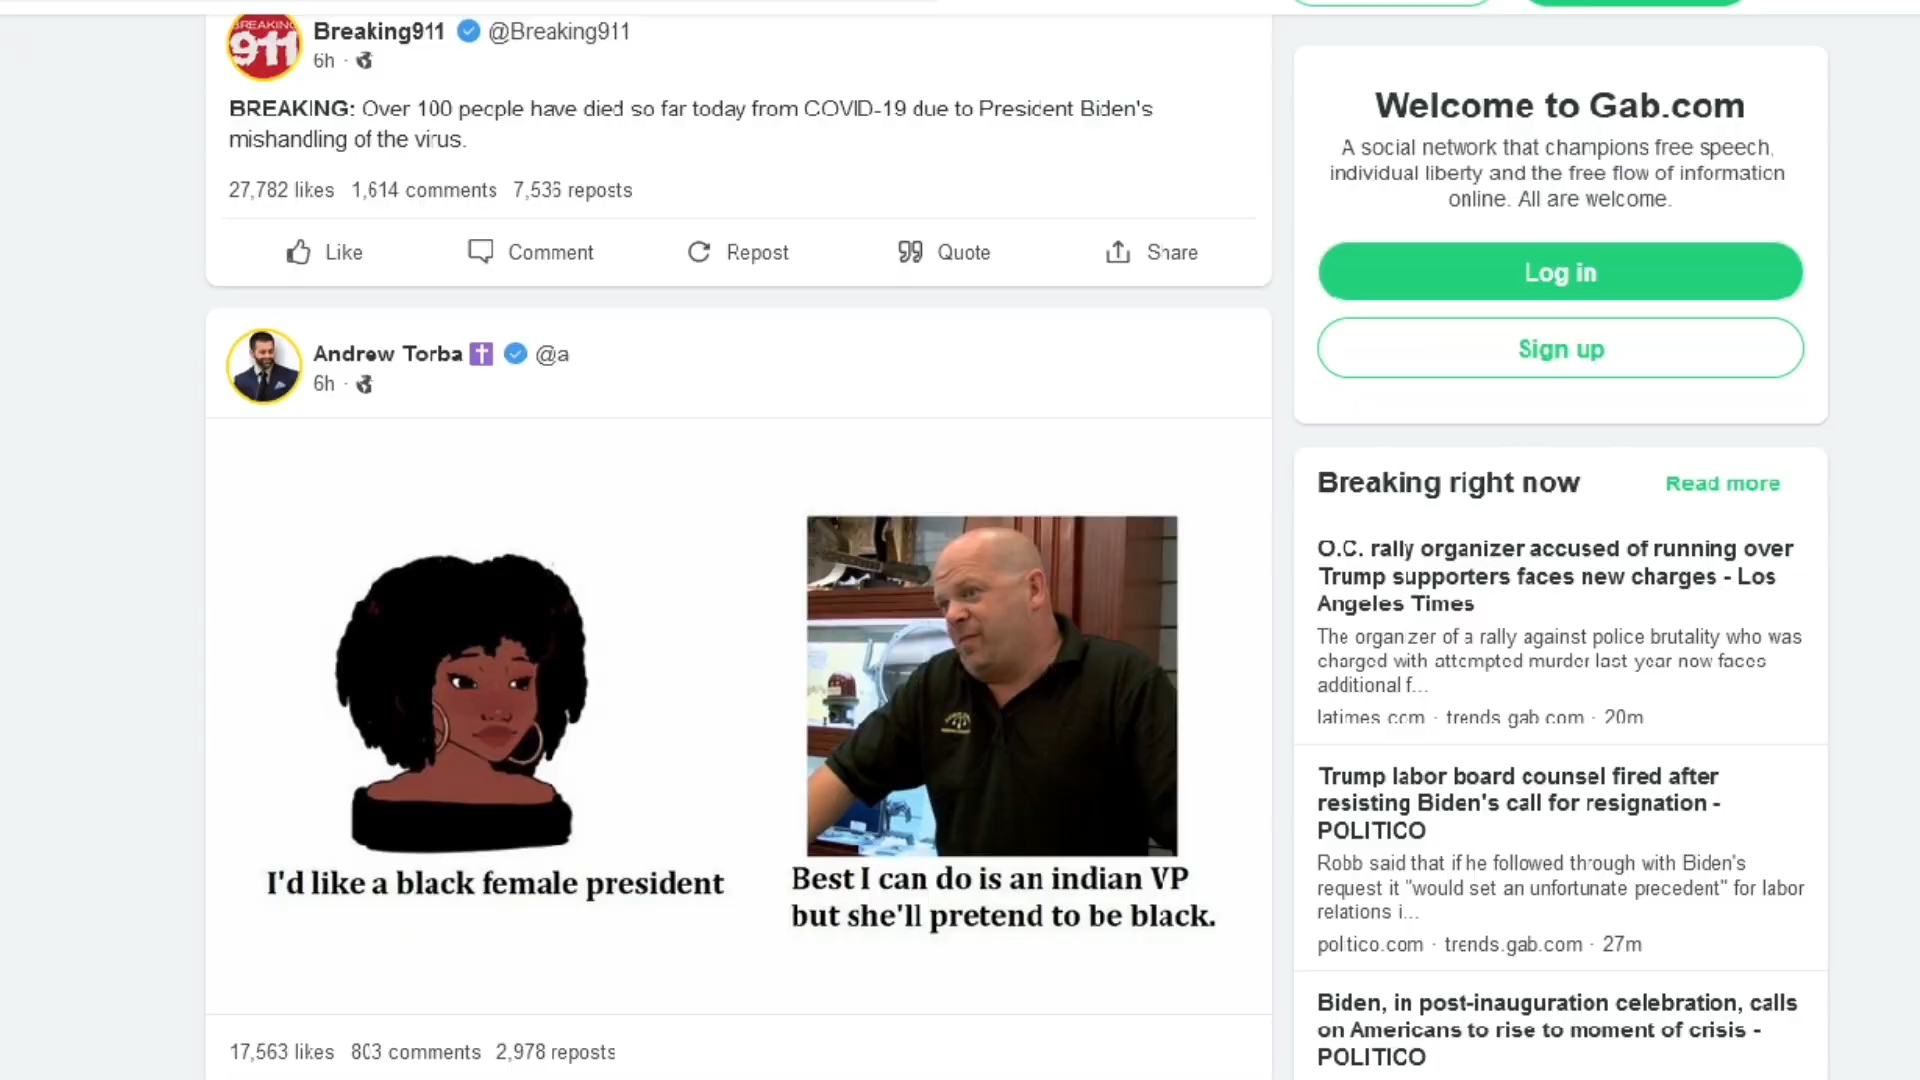 BREAKING
911
Breaking911 @Breaking911
6h ·
BREAKING: Over 100 people have died so far today from COVID-19 due to President Biden's
mishandling of the virus.
27,782 likes 1,614 comments 7,536 reposts
Like Comment Repost Quote Share
Andrew Torba @a
6h ·
I'd like a black female president
Best I can do is an indian VP
but she'll pretend to be black.
17,563 likes 803 comments 2,978 reposts
Welcome to Gab.com
A social network that champions free speech,
individual liberty and the free flow of information
online. All are welcome.
Log in
Sign up
Breaking right now Read more
O.C. rally organizer accused of running over
Trump supporters faces new charges - Los
Angeles Times
The organizer of a rally against police brutality who was
charged with attempted murder last year now faces
additional f...
latimes.com · trends.gab.com · 20m
Trump labor board counsel fired after
resisting Biden's call for resignation -
POLITICO
Robb said that if he followed through with Biden's
request it "would set an unfortunate precedent" for labor
relations i...
politico.com · trends.gab.com · 27m
Biden, in post-inauguration celebration, calls
on Americans to rise to moment of crisis -
POLITICO